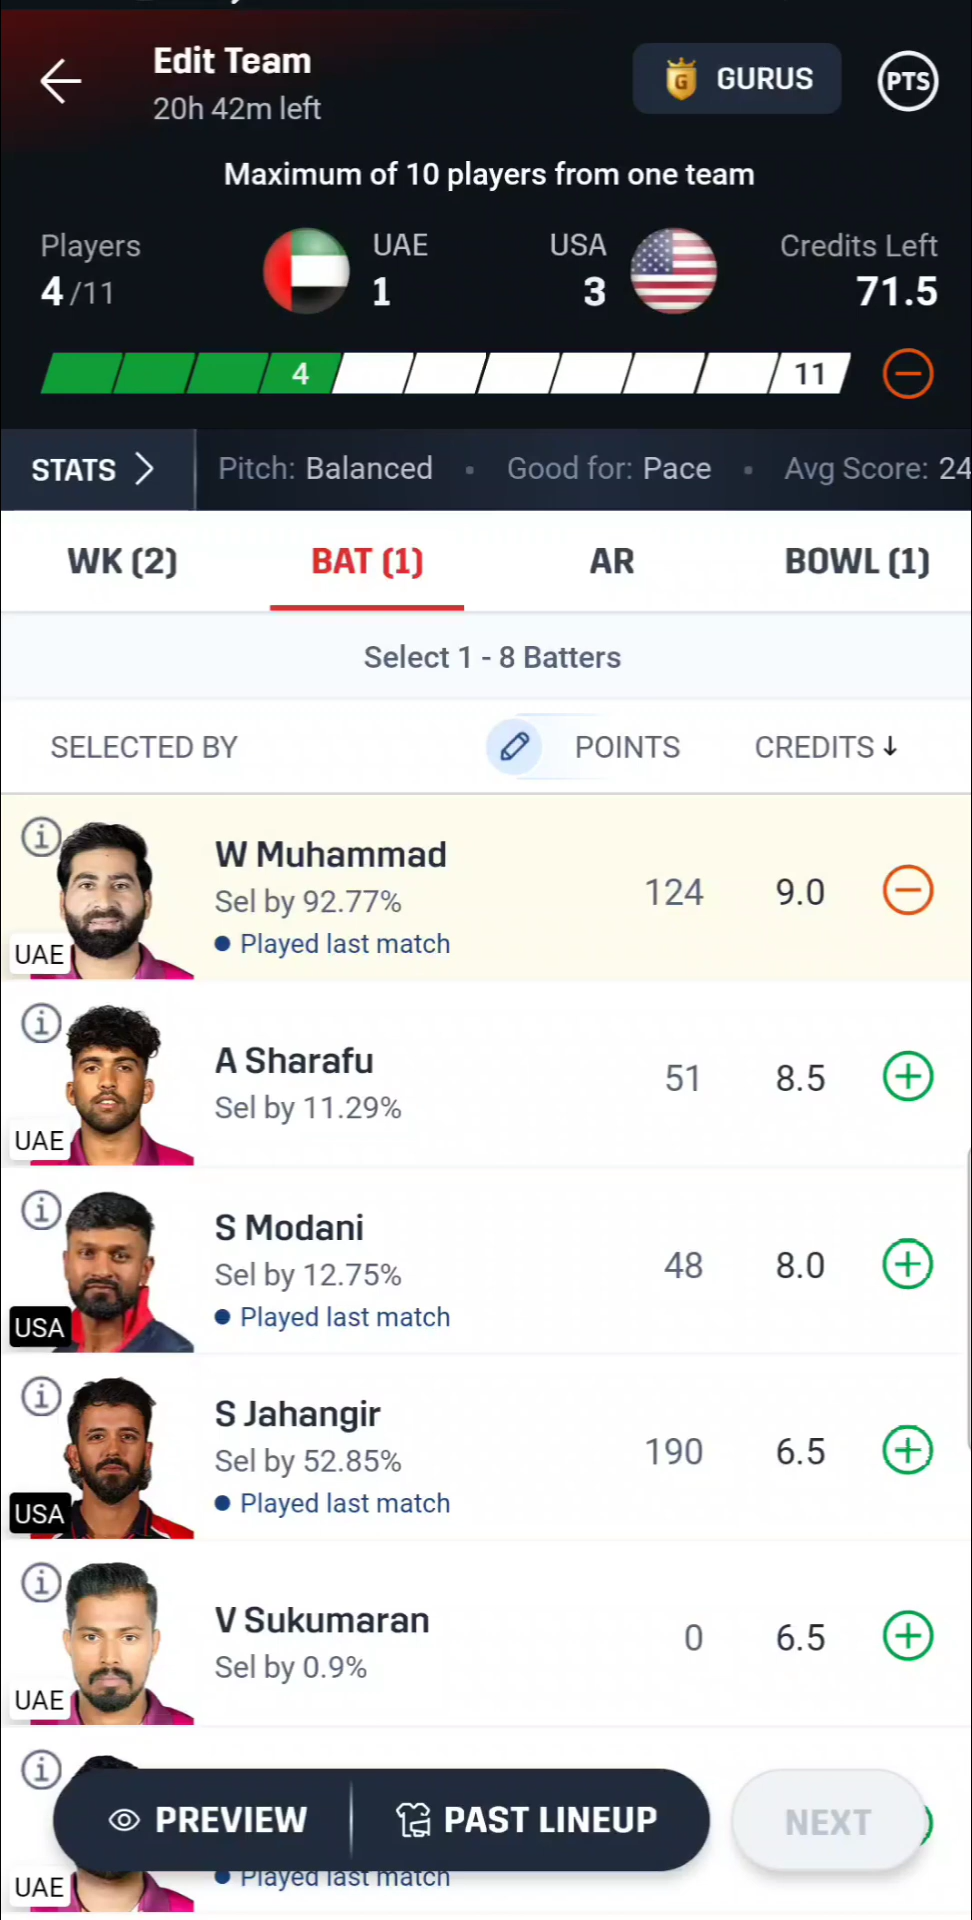 Edit Team
20h 42m left
G GURUS
PTS
Maximum of 10 players from one team
Players
4/11
UAE
1
USA
3
Credits Left
71.5
4
11
STATS
Pitch: Balanced • Good for: Pace • Avg Score: 24
WK (2)
BAT (1)
AR
BOWL (1)
Select 1 - 8 Batters
SELECTED BY
POINTS
CREDITS ↓
W Muhammad
Sel by 92.77%
• Played last match
UAE
124
9.0
A Sharafu
Sel by 11.29%
UAE
51
8.5
S Modani
Sel by 12.75%
• Played last match
USA
48
8.0
S Jahangir
Sel by 52.85%
• Played last match
USA
190
6.5
V Sukumaran
Sel by 0.9%
UAE
0
6.5
PREVIEW
PAST LINEUP
NEXT
• Played last match
UAE